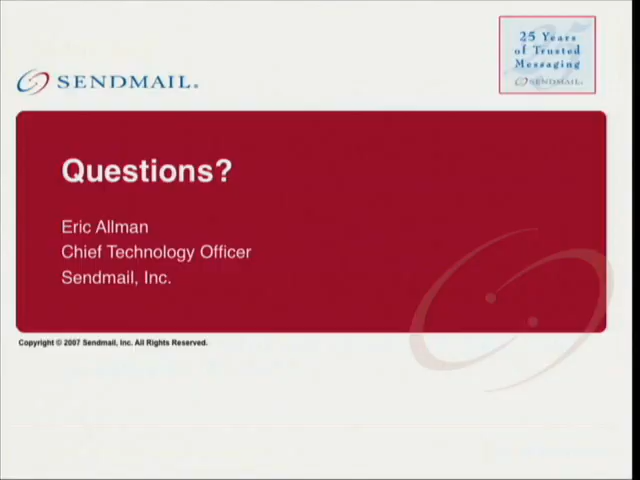 25 Years
of Trusted
Messaging
SENDMAIL.
SENDMAIL®
Questions?
Eric Allman
Chief Technology Officer
Sendmail, Inc.
Copyright © 2007 Sendmail, Inc. All Rights Reserved.